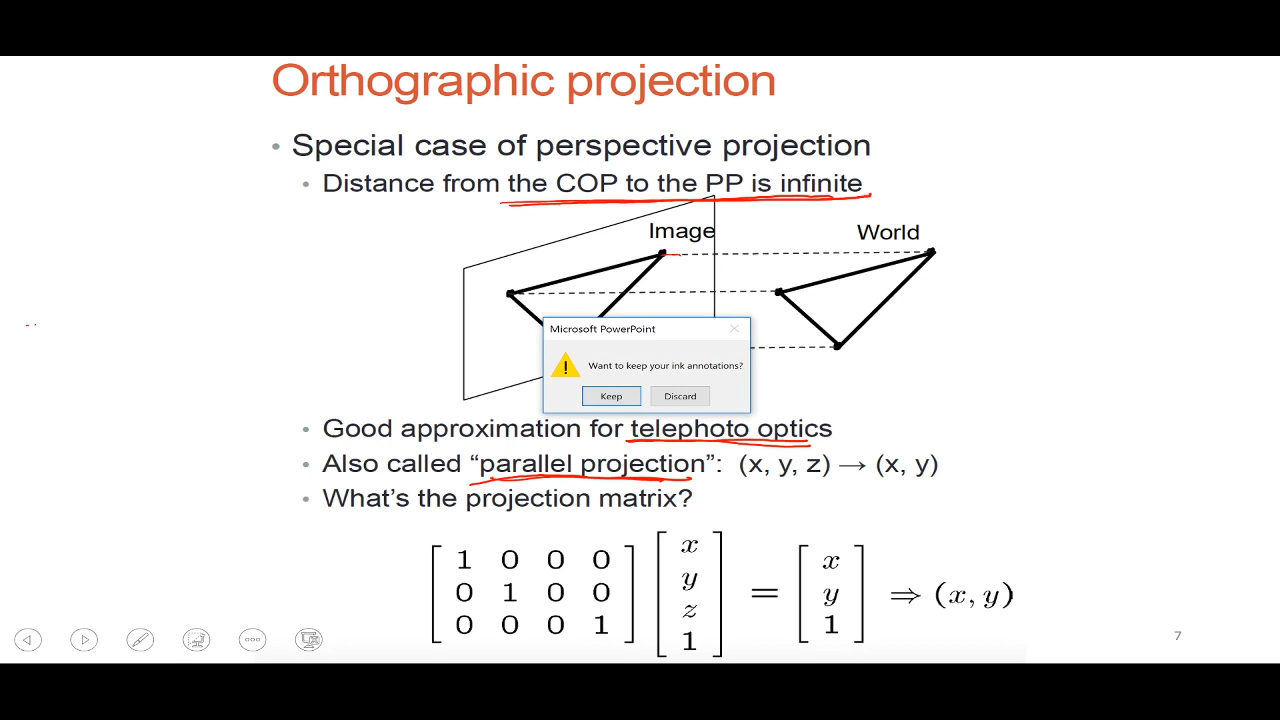 Orthographic projection
• Special case of perspective projection
• Distance from the COP to the PP is infinite
Image
World
Microsoft PowerPoint
Want to keep your ink annotations?
Keep
Discard
• Good approximation for telephoto optics
• Also called “parallel projection”: (x, y, z) → (x, y)
• What’s the projection matrix?
1 0 0 0
0 1 0 0
0 0 0 1
x
y
z
1
=
x
y
1
⇒ (x, y)
7